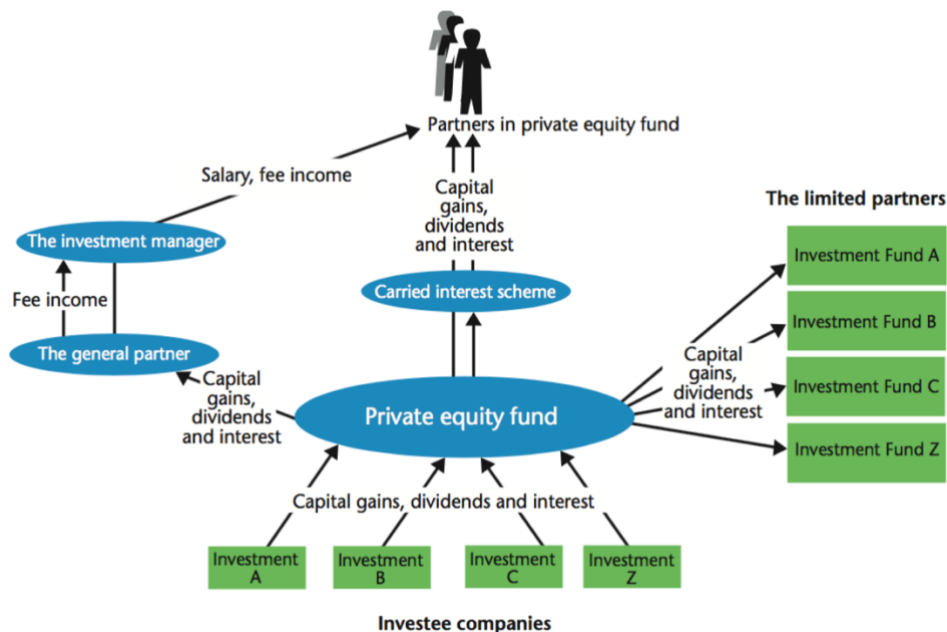 Partners in private equity fund
Salary, fee income
Capital
gains,
dividends
and interest
The limited partners
The investment manager
Investment Fund A
Fee income
Carried interest scheme
Investment Fund B
The general partner
Capital
gains,
dividends
and interest
Investment Fund C
Capital
gains,
dividends
and interest
Private equity fund
Investment Fund Z
Capital gains, dividends and interest
Investment
A
Investment
B
Investment
C
Investment
Z
Investee companies